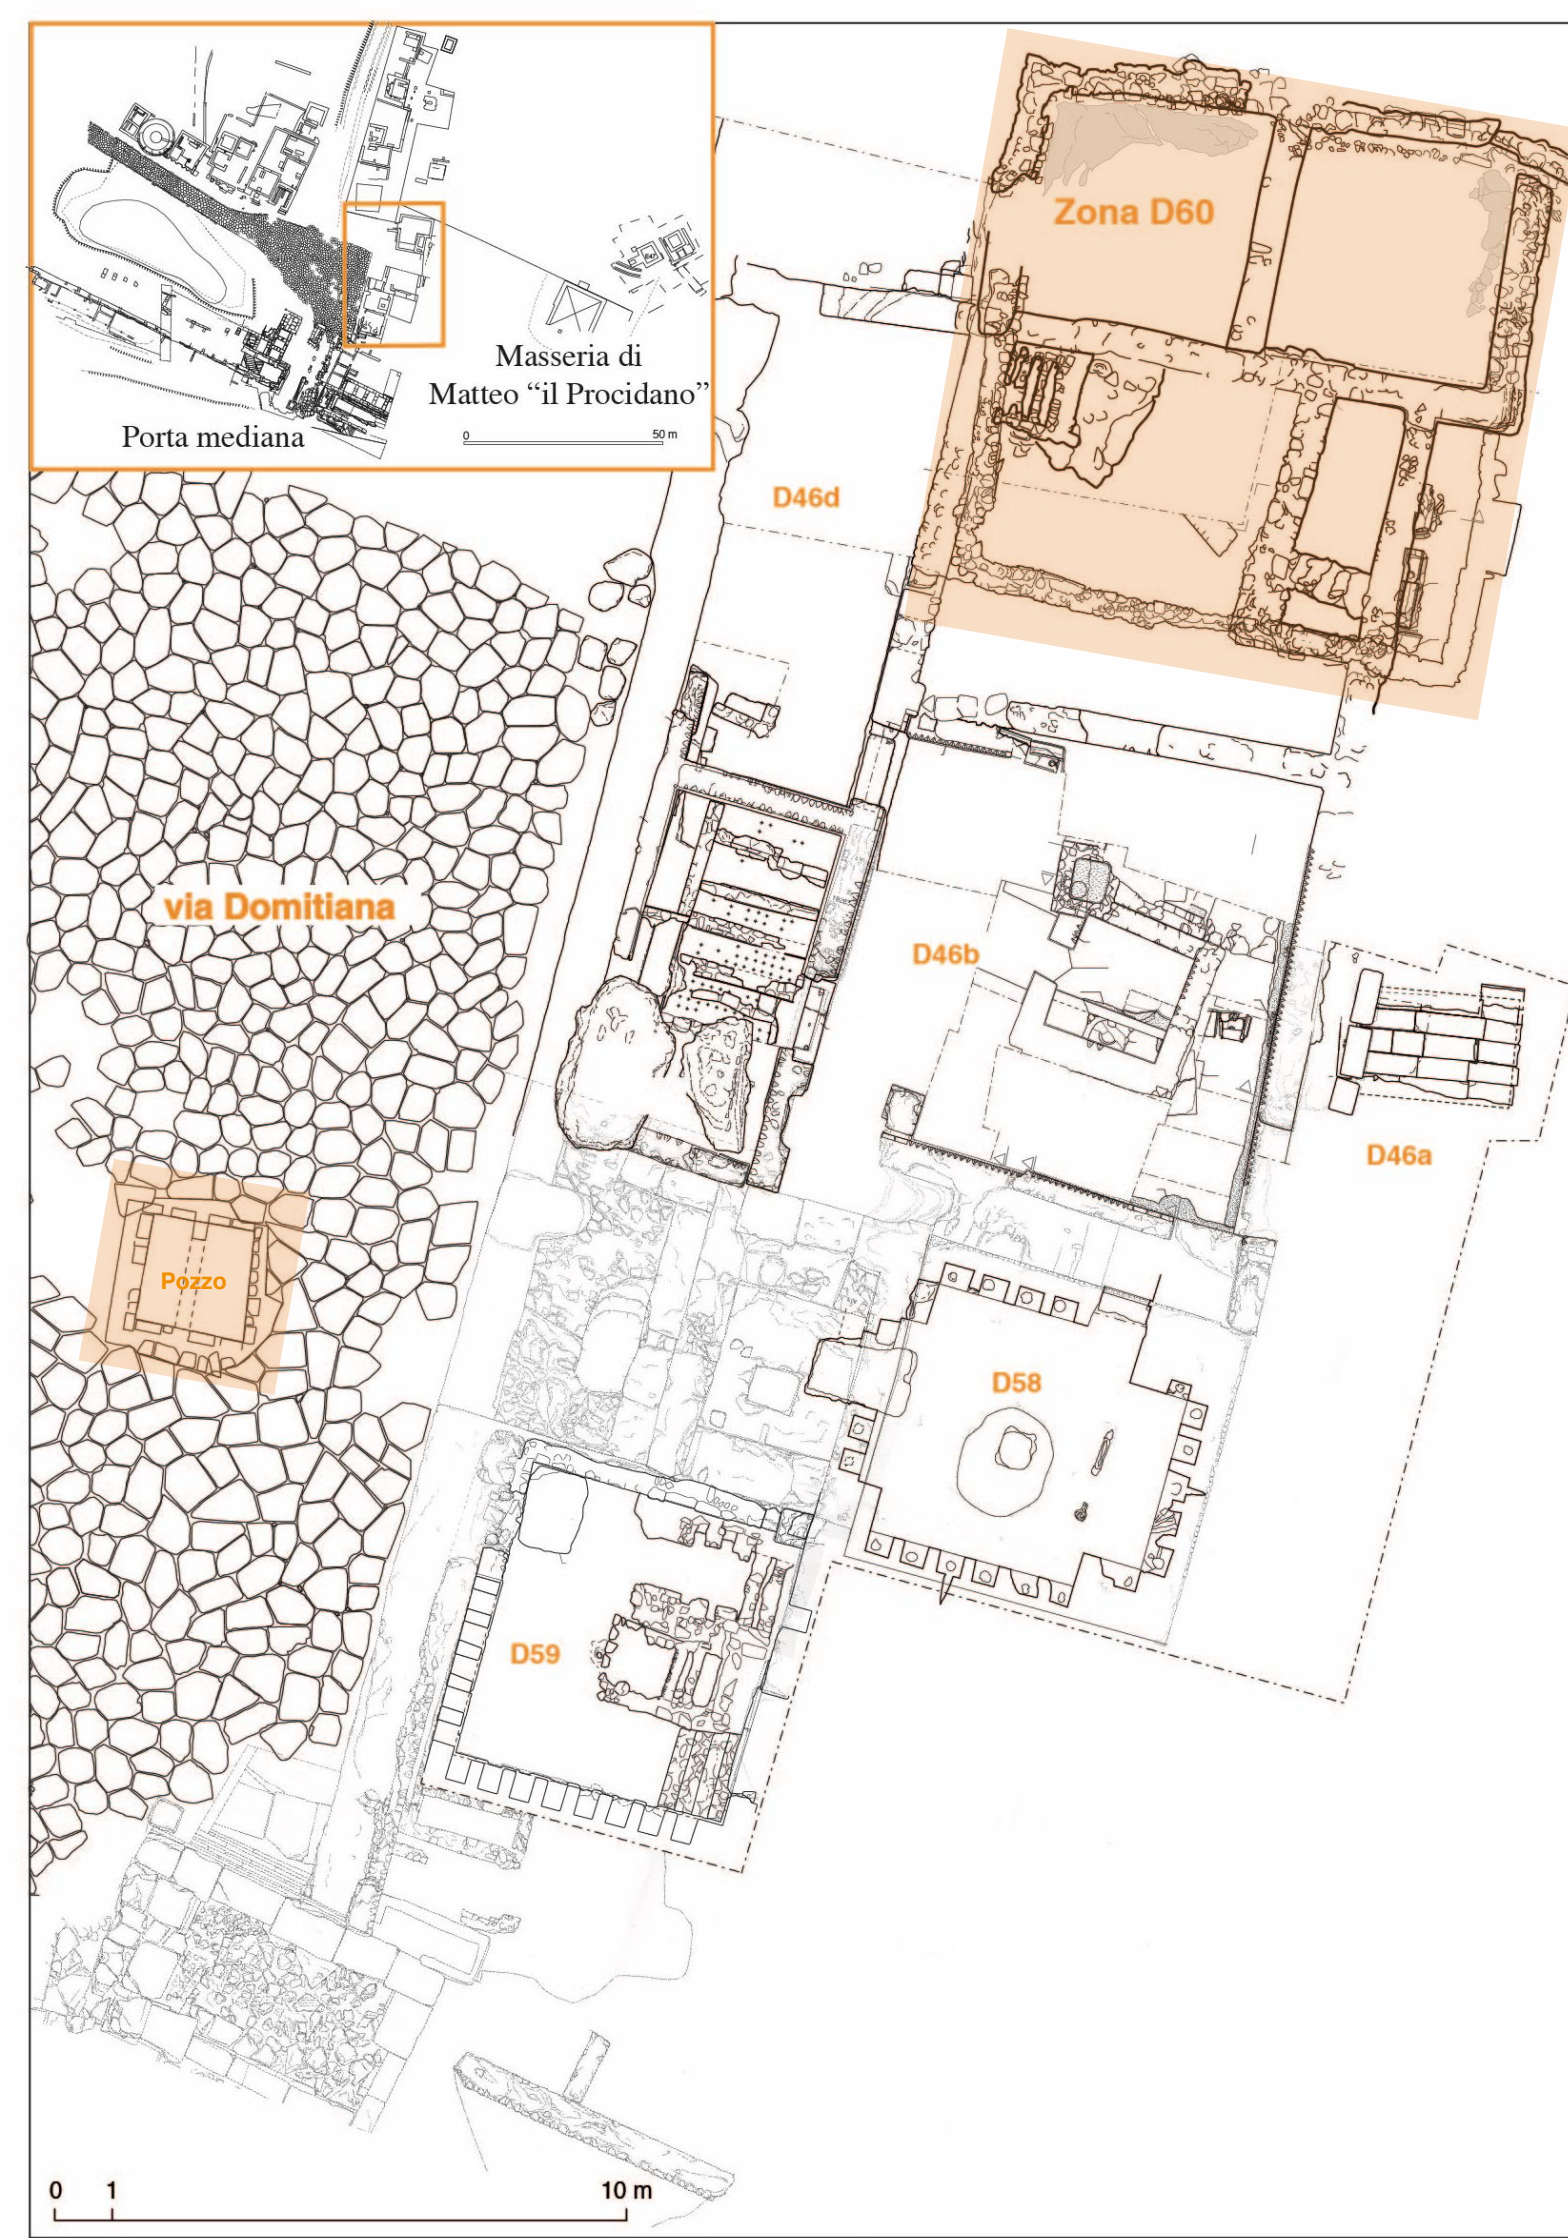 Masseria di
Matteo “il Procidano”
Porta mediana
0 50 m
Zona D60
D46d
via Domitiana
D46b
D46a
Pozzo
D58
D59
0 1 10 m